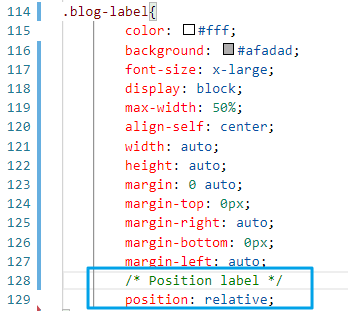 114 .blog-label{
115 color: #fff;
116 background: #afadad;
117 font-size: x-large;
118 display: block;
119 max-width: 50%;
120 align-self: center;
121 width: auto;
122 height: auto;
123 margin: 0 auto;
124 margin-top: 0px;
125 margin-right: auto;
126 margin-bottom: 0px;
127 margin-left: auto;
128 /* Position label */
129 position: relative;